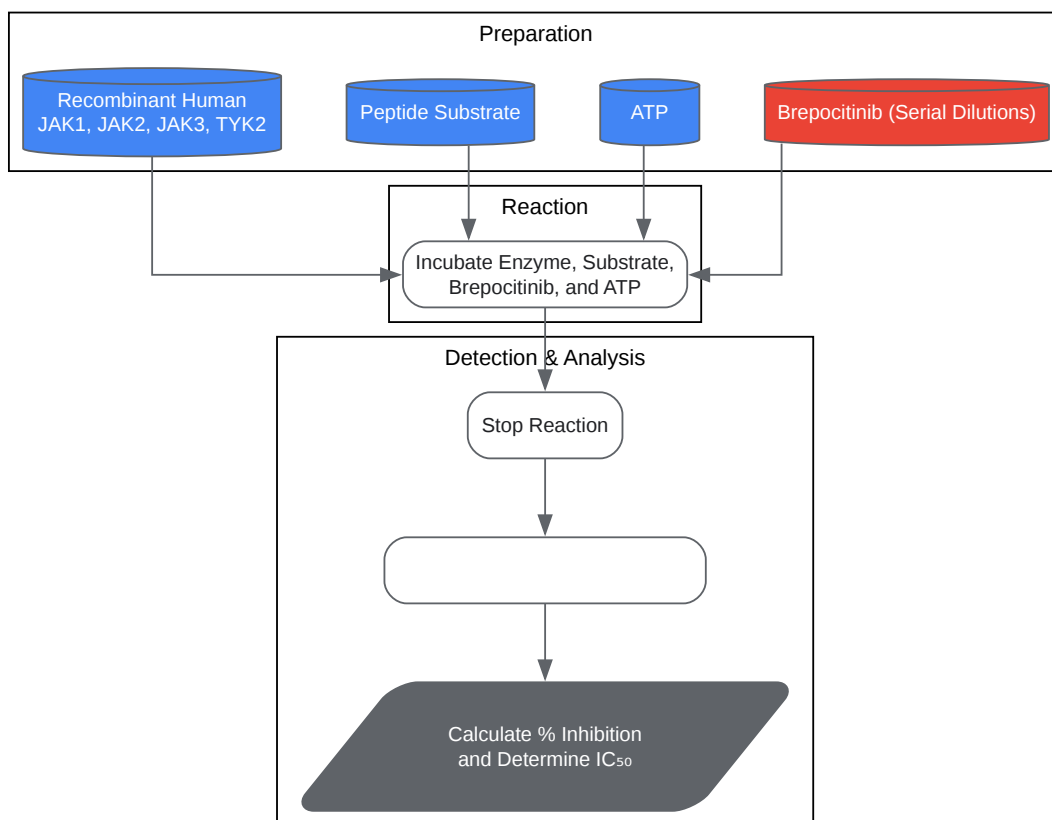 Preparation
Recombinant Human
JAK1, JAK2, JAK3, TYK2
Peptide Substrate
ATP
Brepocitinib (Serial Dilutions)
Reaction
Incubate Enzyme, Substrate,
Brepocitinib, and ATP
Detection & Analysis
Stop Reaction
Calculate % Inhibition
and Determine IC₅₀